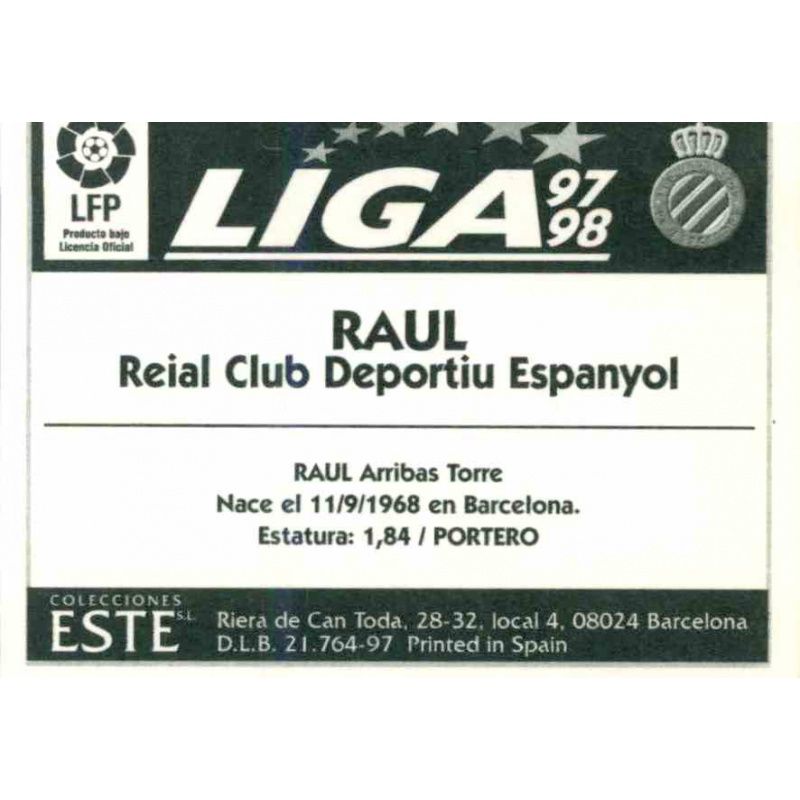 LFP
Producto bajo
Licencia Oficial
LIGA 97 98
RAUL
Reial Club Deportiu Espanyol
RAUL Arribas Torre
Nace el 11/9/1968 en Barcelona.
Estatura: 1,84 / PORTERO
COLECCIONES
ESTE S.L.
Riera de Can Toda, 28-32, local 4, 08024 Barcelona
D.L.B. 21.764-97 Printed in Spain